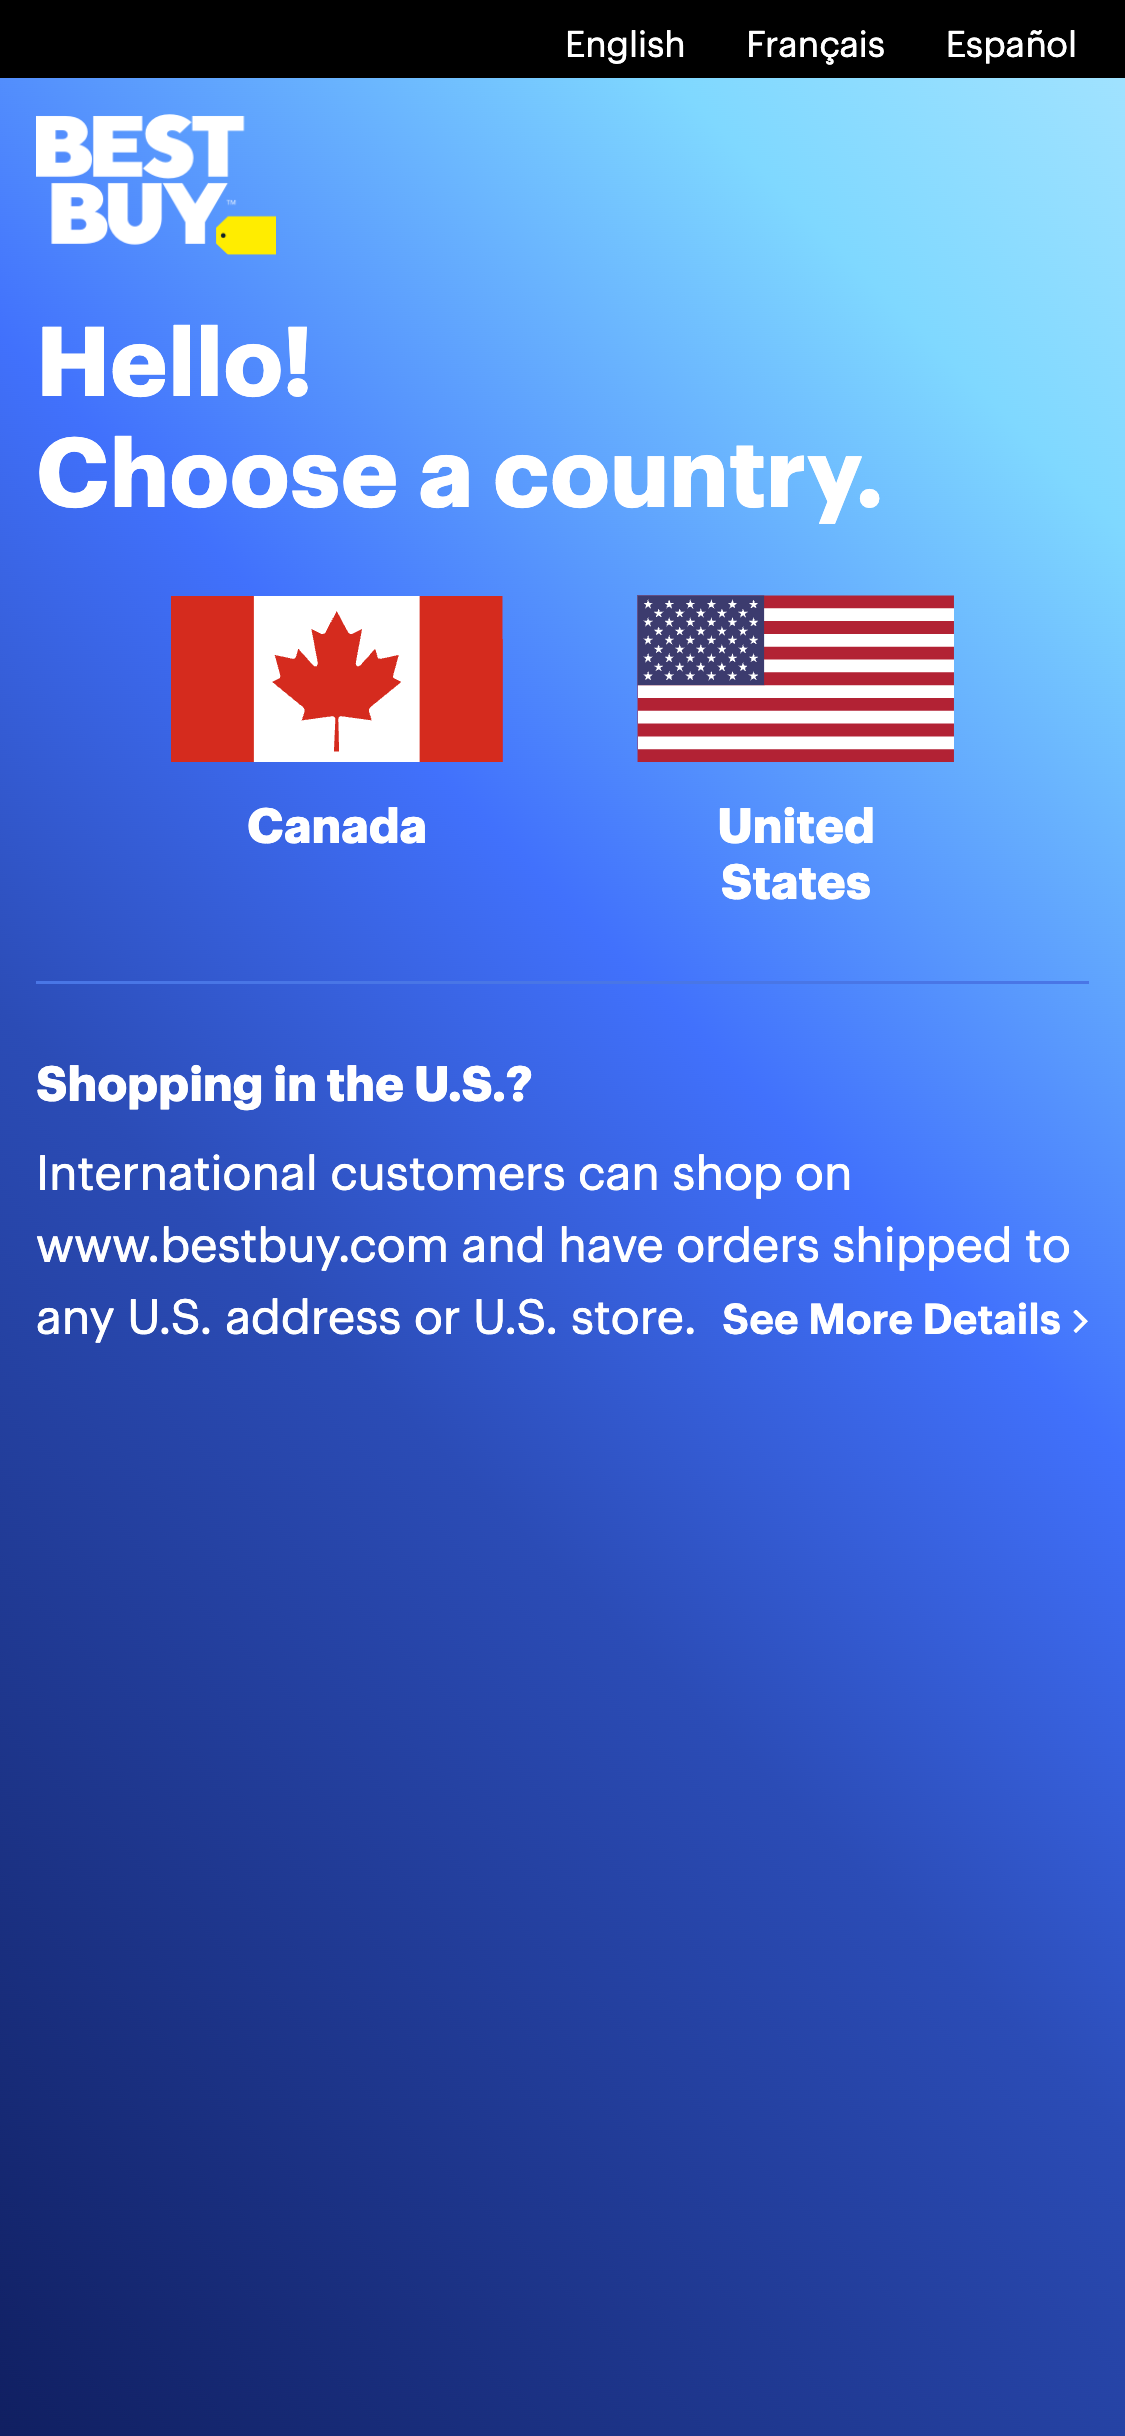 English Français Español
BEST
BUY™
Hello!
Choose a country.
Canada
United
States
Shopping in the U.S.?
International customers can shop on
www.bestbuy.com and have orders shipped to
any U.S. address or U.S. store. See More Details >